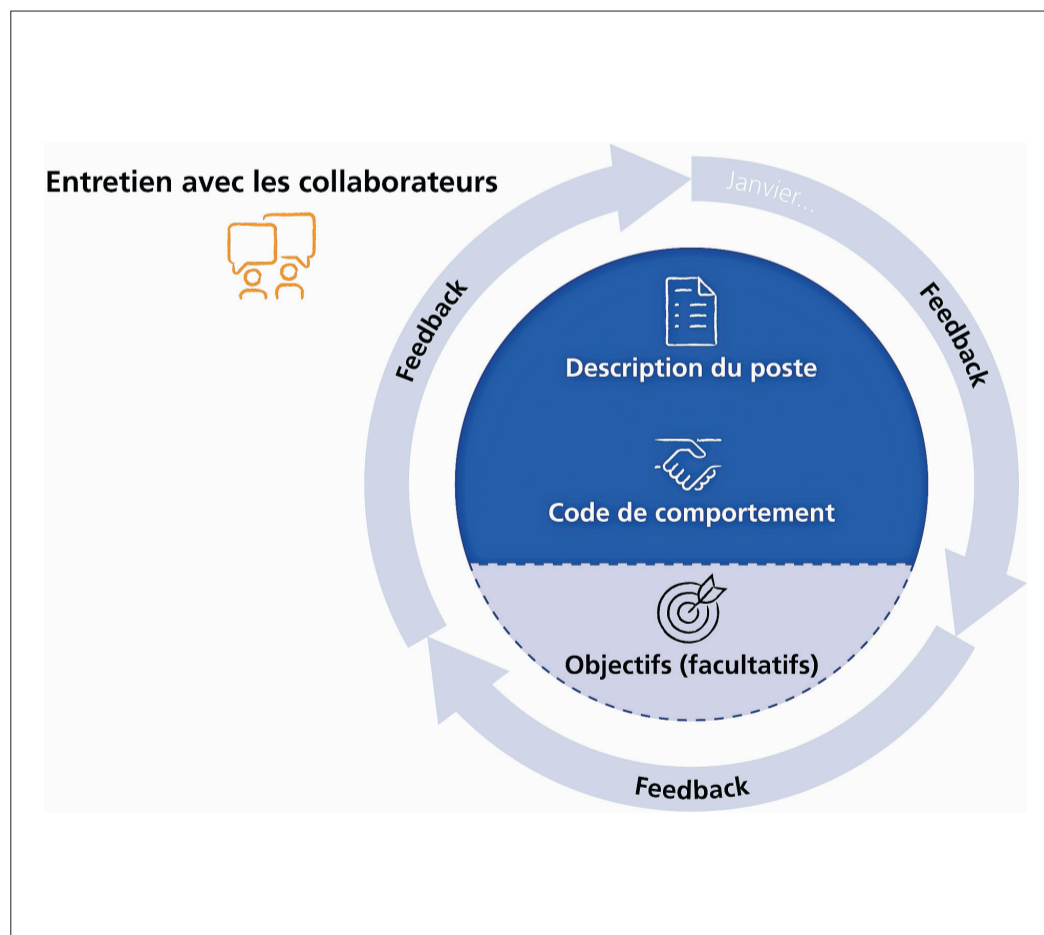 Entretien avec les collaborateurs
Janvier...
Feedback
Feedback
Description du poste
Code de comportement
Objectifs (facultatifs)
Feedback